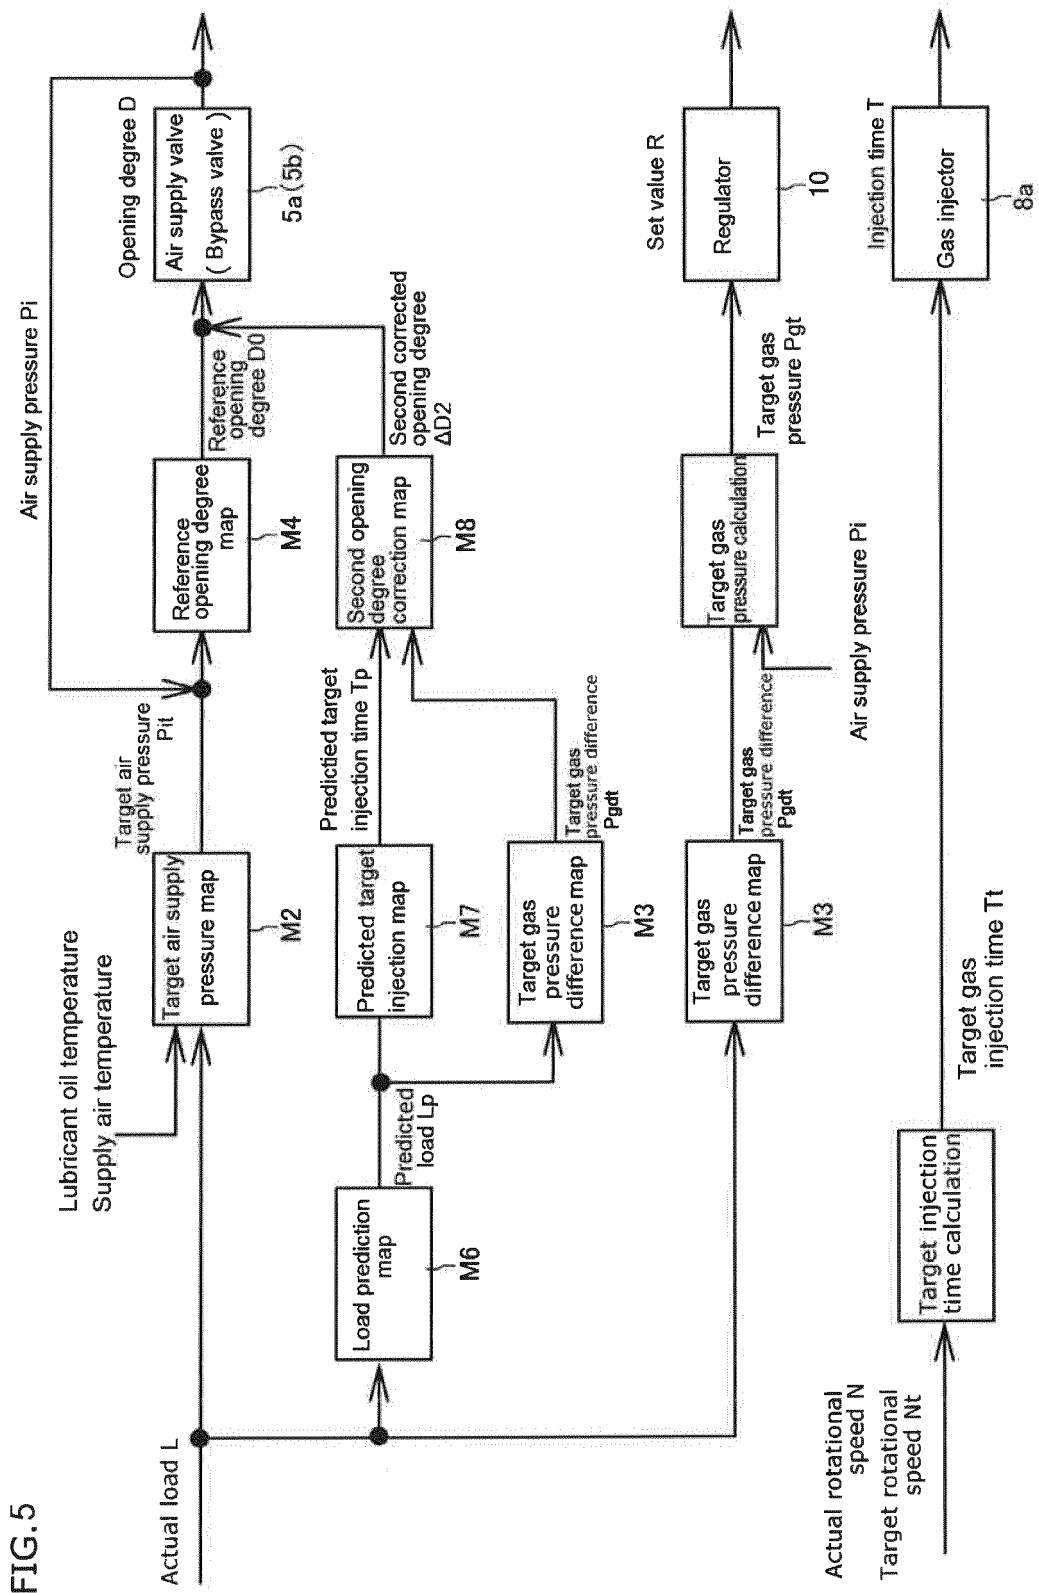 FIG.5
Actual load L
Lubricant oil temperature
Supply air temperature
Target air supply
pressure map
M2
Target air
supply pressure
Pit
Air supply pressure Pi
Reference
opening degree
map
M4
Reference
opening
degree D0
Opening degree D
Air supply valve
( Bypass valve )
5a(5b)
Load prediction
map
M6
Predicted
load Lp
Predicted target
injection map
M7
Predictied target
injection time Tp
Second opening
degree
correction map
M8
Second corrected
opening degree
ΔD2
Target gas
pressure
difference map
M3
Target gas
pressure difference
Pgdt
Target gas
pressure
difference map
M3
Target gas
pressure difference
Pgdt
Air supply pressure Pi
Target gas
pressure calculation
Target gas
pressure Pgt
Set value R
Regulator
10
Actual rotational
speed N
Target rotational
speed Nt
Target injection
time calculation
Target gas
injection time Tt
Injection time T
Gas injector
8a